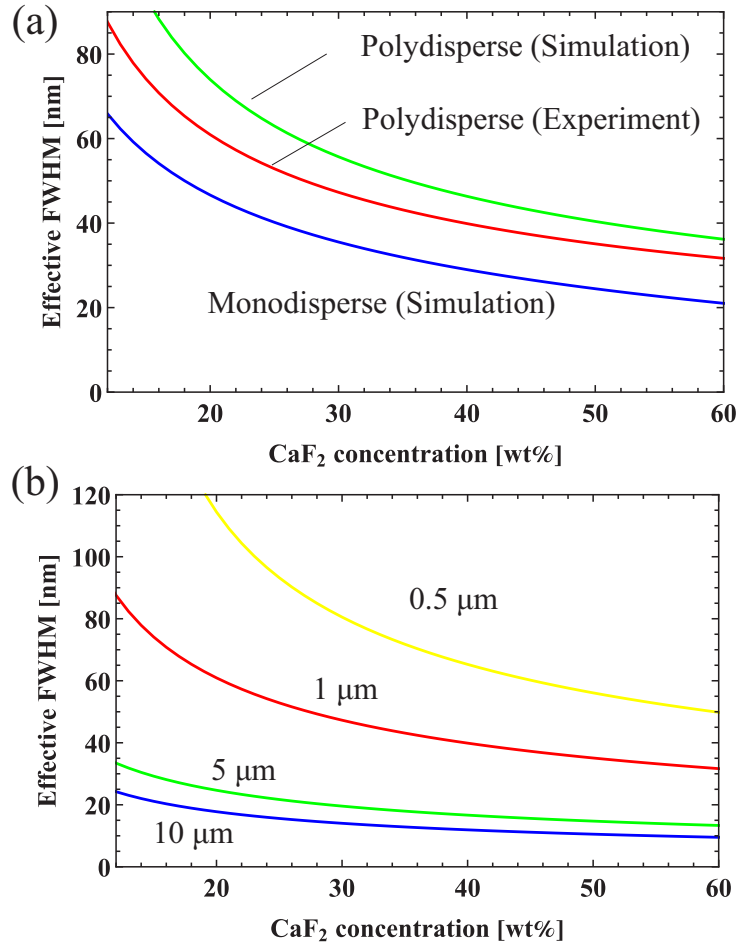 (a)
Effective FWHM [nm]
80
60
40
20
0
Polydisperse (Simulation)
Polydisperse (Experiment)
Monodisperse (Simulation)
20 30 40 50 60
CaF₂ concentration [wt%]
(b)
Effective FWHM [nm]
120
100
80
60
40
20
0
0.5 μm
1 μm
5 μm
10 μm
20 30 40 50 60
CaF₂ concentration [wt%]